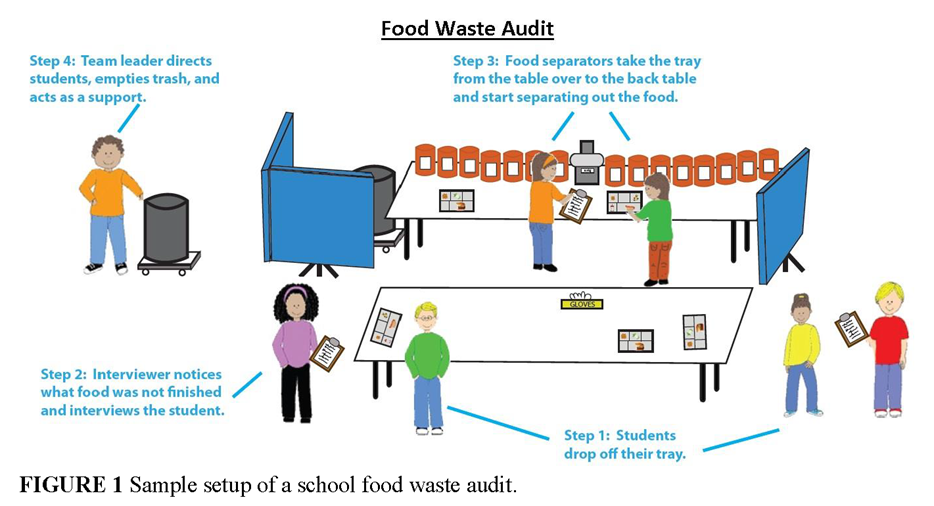 Food Waste Audit
Step 4: Team leader directs
students, empties trash, and
acts as a support.
Step 3: Food separators take the tray
from the table over to the back table
and start separating out the food.
GLOVES
Step 2: Interviewer notices
what food was not finished
and interviews the student.
Step 1: Students
drop off their tray.
FIGURE 1 Sample setup of a school food waste audit.